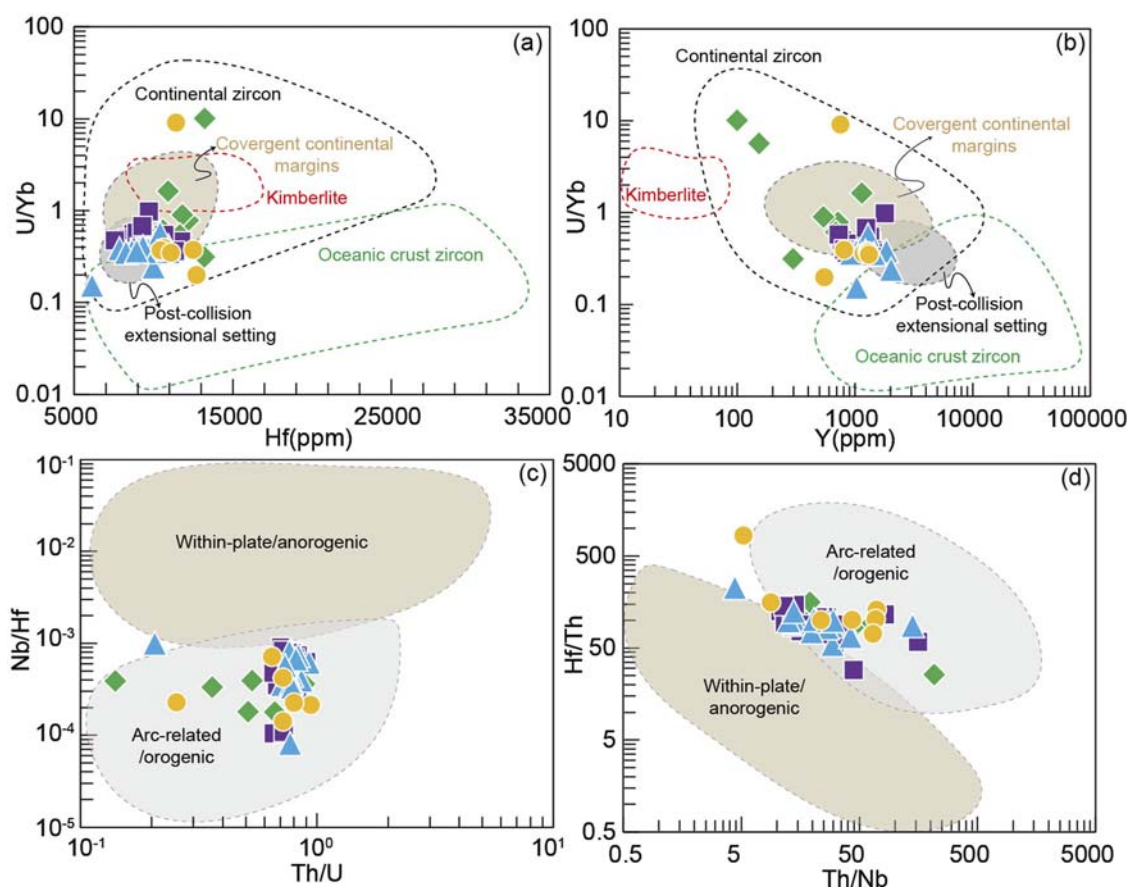 (a)
100
10
1
0.1
0.01
U/Yb
Continental zircon
Covergent continental
margins
Kimberlite
Oceanic crust zircon
Post-collision
extensional setting
5000
15000
25000
35000
Hf(ppm)
(b)
100
10
1
0.1
0.01
U/Yb
Continental zircon
Covergent continental
margins
Kimberlite
Post-collision
extensional setting
Oceanic crust zircon
10
100
1000
10000
100000
Y(ppm)
(c)
10-1
10-2
10-3
10-4
10-5
Nb/Hf
Within-plate/anorogenic
Arc-related
/orogenic
10-1
100
101
Th/U
(d)
5000
500
50
5
0.5
Hf/Th
Arc-related
/orogenic
Within-plate/
anorogenic
0.5
5
50
500
5000
Th/Nb